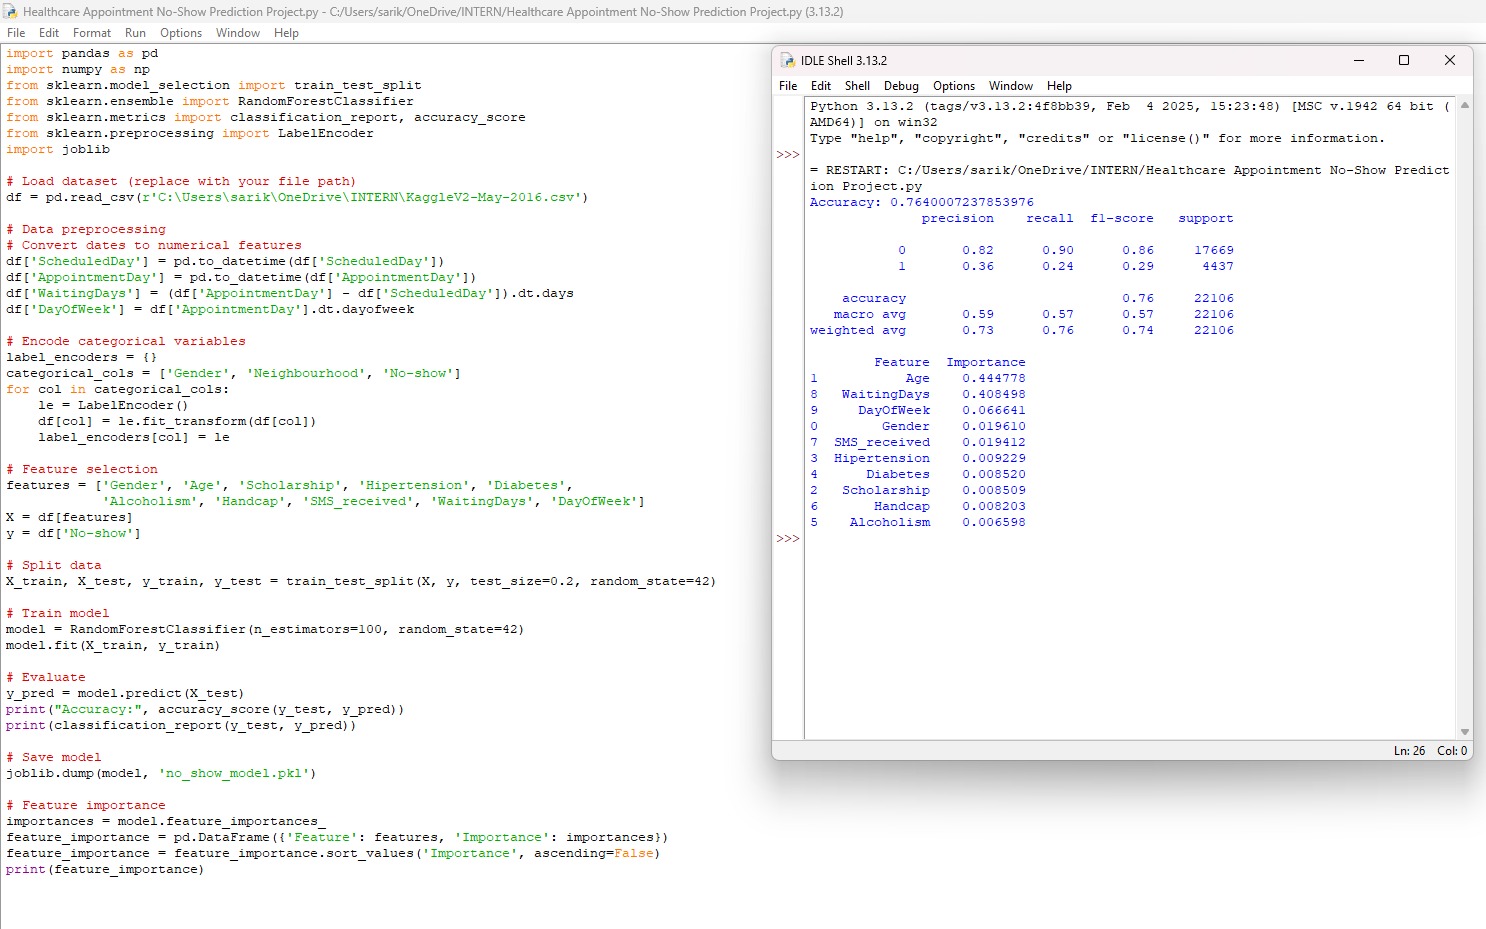 Healthcare Appointment No-Show Prediction Project.py - C:/Users/sarik/OneDrive/INTERN/Healthcare Appointment No-Show Prediction Project.py (3.13.2)
File Edit Format Run Options Window Help
import pandas as pd
import numpy as np
from sklearn.model_selection import train_test_split
from sklearn.ensemble import RandomForestClassifier
from sklearn.metrics import classification_report, accuracy_score
from sklearn.preprocessing import LabelEncoder
import joblib

# Load dataset (replace with your file path)
df = pd.read_csv(r'C:\Users\sarik\OneDrive\INTERN\KaggleV2-May-2016.csv')

# Data preprocessing
# Convert dates to numerical features
df['ScheduledDay'] = pd.to_datetime(df['ScheduledDay'])
df['AppointmentDay'] = pd.to_datetime(df['AppointmentDay'])
df['WaitingDays'] = (df['AppointmentDay'] - df['ScheduledDay']).dt.days
df['DayOfWeek'] = df['AppointmentDay'].dt.dayofweek

# Encode categorical variables
label_encoders = {}
categorical_cols = ['Gender', 'Neighbourhood', 'No-show']
for col in categorical_cols:
    le = LabelEncoder()
    df[col] = le.fit_transform(df[col])
    label_encoders[col] = le

# Feature selection
features = ['Gender', 'Age', 'Scholarship', 'Hipertension', 'Diabetes',
            'Alcoholism', 'Handcap', 'SMS_received', 'WaitingDays', 'DayOfWeek']
X = df[features]
y = df['No-show']

# Split data
X_train, X_test, y_train, y_test = train_test_split(X, y, test_size=0.2, random_state=42)

# Train model
model = RandomForestClassifier(n_estimators=100, random_state=42)
model.fit(X_train, y_train)

# Evaluate
y_pred = model.predict(X_test)
print("Accuracy:", accuracy_score(y_test, y_pred))
print(classification_report(y_test, y_pred))

# Save model
joblib.dump(model, 'no_show_model.pkl')

# Feature importance
importances = model.feature_importances_
feature_importance = pd.DataFrame({'Feature': features, 'Importance': importances})
feature_importance = feature_importance.sort_values('Importance', ascending=False)
print(feature_importance)

IDLE Shell 3.13.2
File Edit Shell Debug Options Window Help
Python 3.13.2 (tags/v3.13.2:4f8bb39, Feb  4 2025, 15:23:48) [MSC v.1942 64 bit (
AMD64)] on win32
Type "help", "copyright", "credits" or "license()" for more information.
>>>
= RESTART: C:/Users/sarik/OneDrive/INTERN/Healthcare Appointment No-Show Predict
ion Project.py
Accuracy: 0.7640007237853976
              precision    recall  f1-score   support

           0       0.82      0.90      0.86     17669
           1       0.36      0.24      0.29      4437

    accuracy                           0.76     22106
   macro avg       0.59      0.57      0.57     22106
weighted avg       0.73      0.76      0.74     22106

        Feature  Importance
1           Age    0.444778
8   WaitingDays    0.408498
9     DayOfWeek    0.066641
0        Gender    0.019610
7  SMS_received    0.019412
3  Hipertension    0.009229
4      Diabetes    0.008520
2   Scholarship    0.008509
6       Handcap    0.008203
5    Alcoholism    0.006598
>>>
Ln: 26 Col: 0